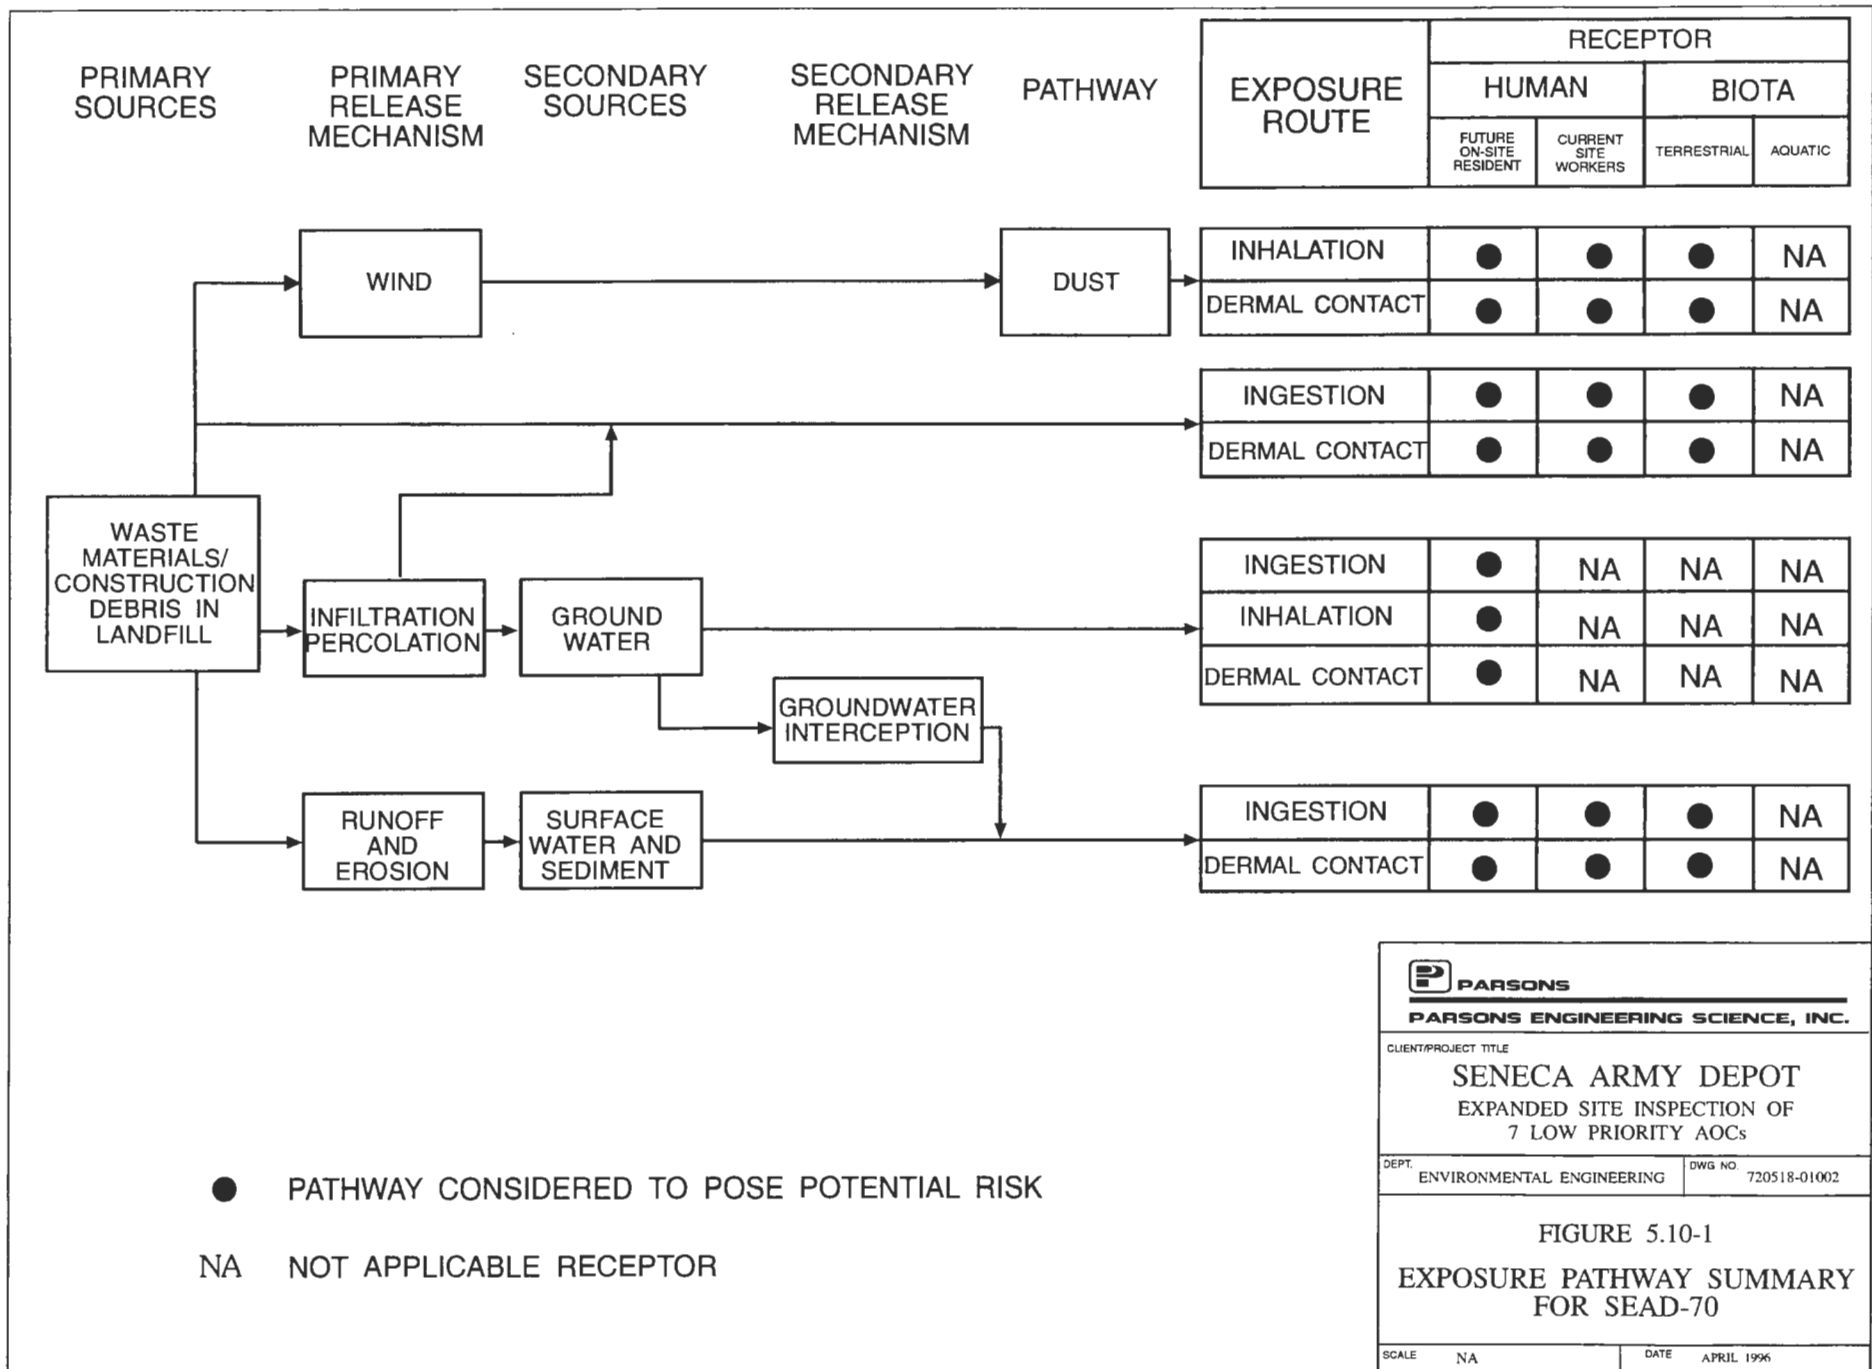 PRIMARY
SOURCES
PRIMARY
RELEASE
MECHANISM
SECONDARY
SOURCES
SECONDARY
RELEASE
MECHANISM
PATHWAY
EXPOSURE
ROUTE
RECEPTOR
HUMAN
BIOTA
FUTURE
ON-SITE
RESIDENT
CURRENT
SITE
WORKERS
TERRESTRIAL
AQUATIC
WIND
DUST
INHALATION
NA
DERMAL CONTACT
NA
INGESTION
NA
DERMAL CONTACT
NA
WASTE
MATERIALS/
CONSTRUCTION
DEBRIS IN
LANDFILL
INFILTRATION
PERCOLATION
GROUND
WATER
INGESTION
NA
NA
NA
INHALATION
NA
NA
NA
DERMAL CONTACT
NA
NA
NA
GROUNDWATER
INTERCEPTION
RUNOFF
AND
EROSION
SURFACE
WATER AND
SEDIMENT
INGESTION
NA
DERMAL CONTACT
NA
PATHWAY CONSIDERED TO POSE POTENTIAL RISK
NA NOT APPLICABLE RECEPTOR
PARSONS
PARSONS ENGINEERING SCIENCE, INC.
CLIENT/PROJECT TITLE
SENECA ARMY DEPOT
EXPANDED SITE INSPECTION OF
7 LOW PRIORITY AOCs
DEPT. ENVIRONMENTAL ENGINEERING
DWG NO. 720518-01002
FIGURE 5.10-1
EXPOSURE PATHWAY SUMMARY
FOR SEAD-70
SCALE NA
DATE APRIL 1996